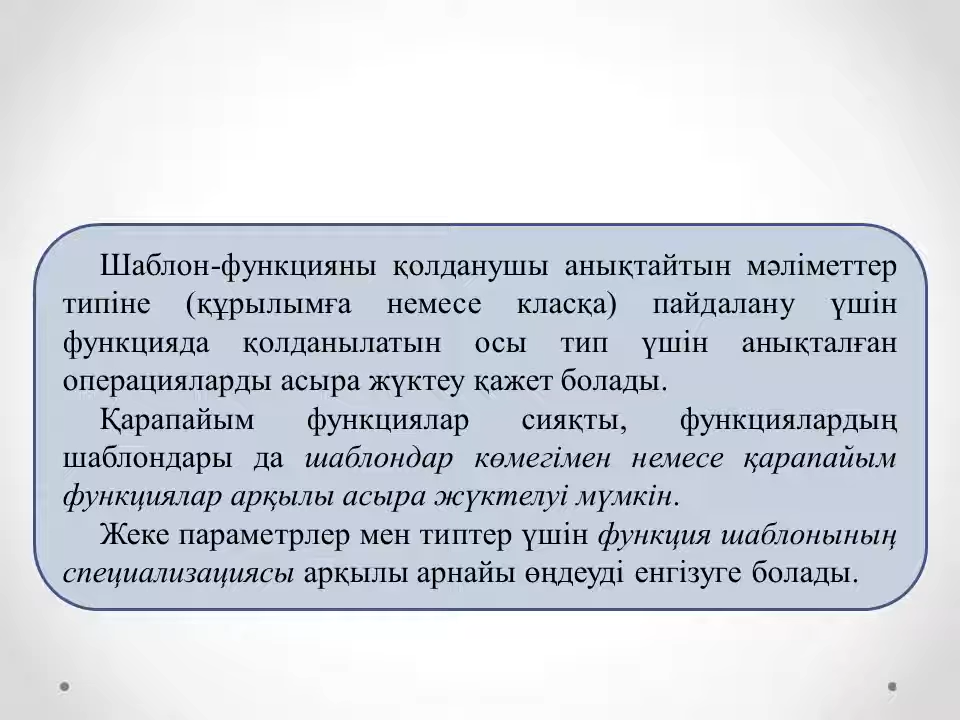 Шаблон-функцияны қолданушы анықтайтын мәліметтер
типіне (құрылымға немесе класқа) пайдалану үшін
функцияда қолданылатын осы тип үшін анықталған
операцияларды асыра жүктеу қажет болады.
Қарапайым функциялар сияқты, функциялардың
шаблондары да шаблондар көмегімен немесе қарапайым
функциялар арқылы асыра жүктелуі мүмкін.
Жеке параметрлер мен типтер үшін функция шаблонының
специализациясы арқылы арнайы өңдеуді енгізуге болады.